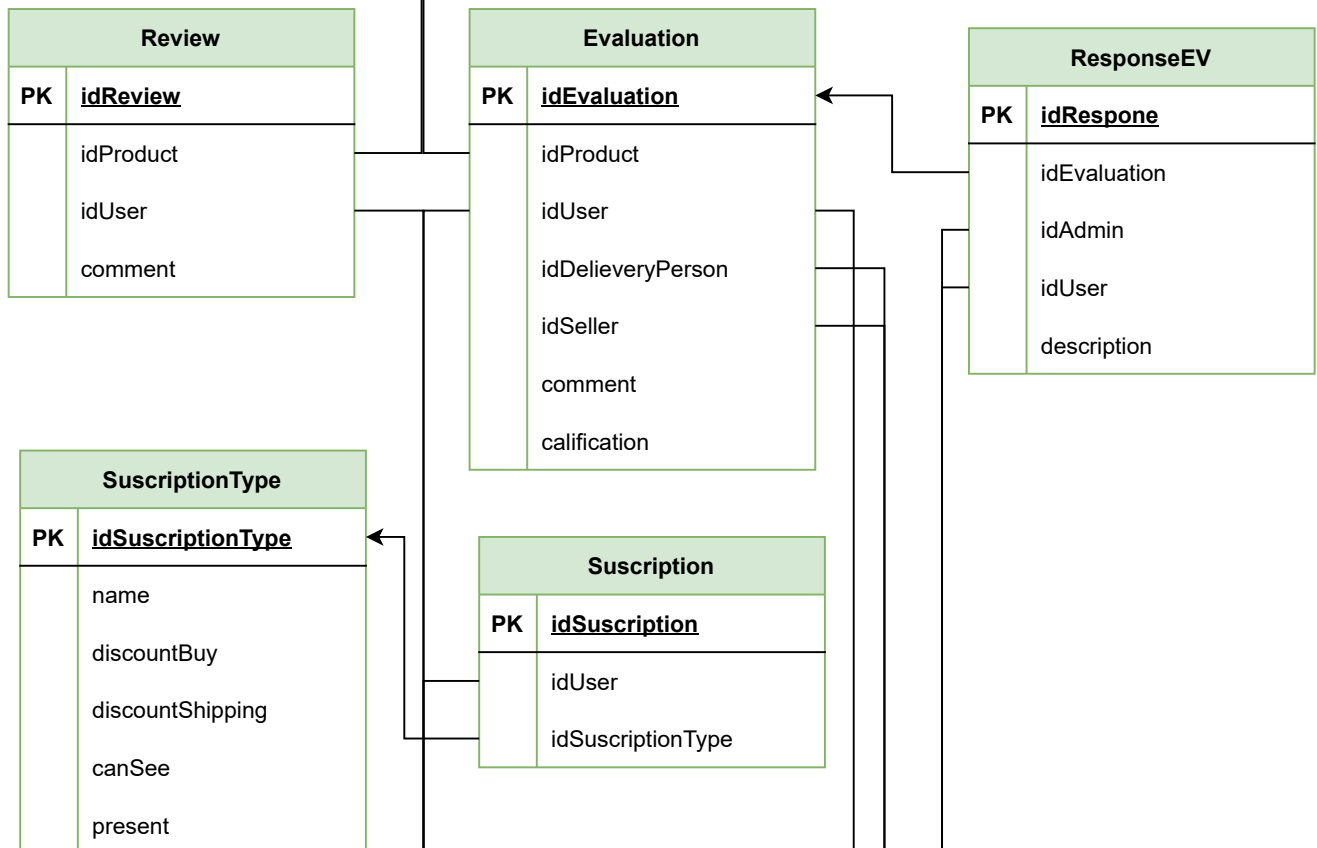 Review
PK idReview
idProduct
idUser
comment
Evaluation
PK idEvaluation
idProduct
idUser
idDelieveryPerson
idSeller
comment
calification
ResponseEV
PK idRespone
idEvaluation
idAdmin
idUser
description
SuscriptionType
PK idSuscriptionType
name
discountBuy
discountShipping
canSee
present
Suscription
PK idSuscription
idUser
idSuscriptionType